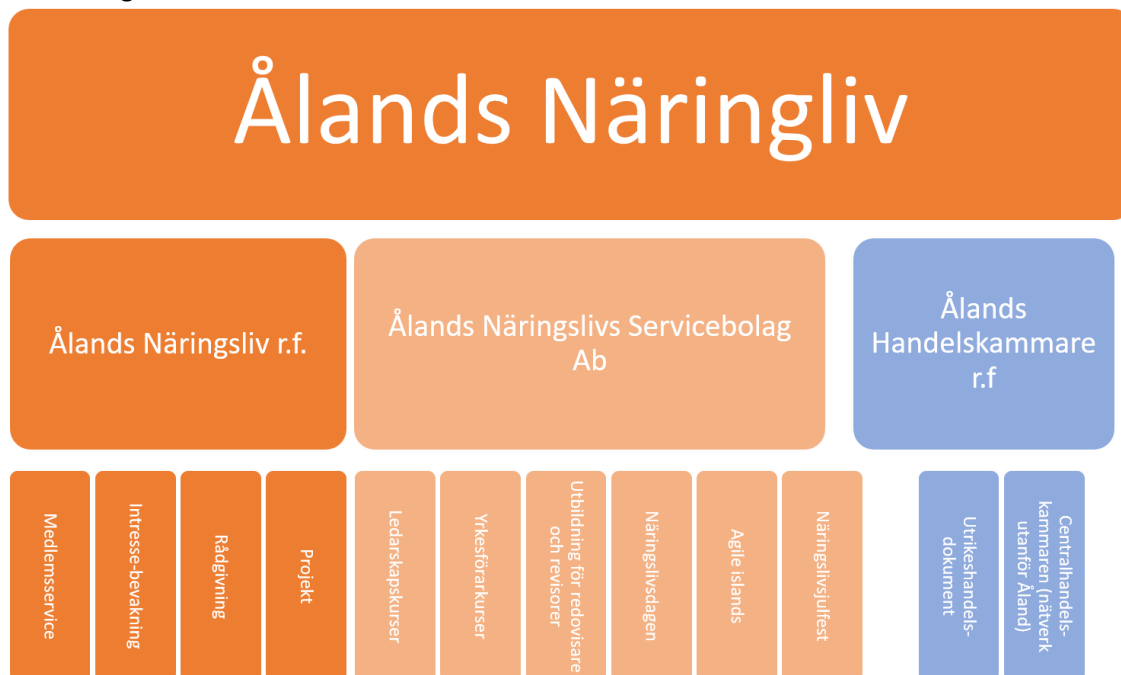 Ålands Näringliv
Ålands Näringsliv r.f.
Ålands Näringslivs Servicebolag
Ab
Ålands
Handelskammare
r.f
Medlemsservice
Intresse-bevakning
Rådgivning
Projekt
Ledarskapskurser
Yrkesförarkurser
Utbildning för redovisare
och revisorer
Näringslivsdagen
Agile islands
Näringslivsjulfest
Utrikeshandels-
dokument
Centralhandels-
kammaren (nätverk
utanför Åland)